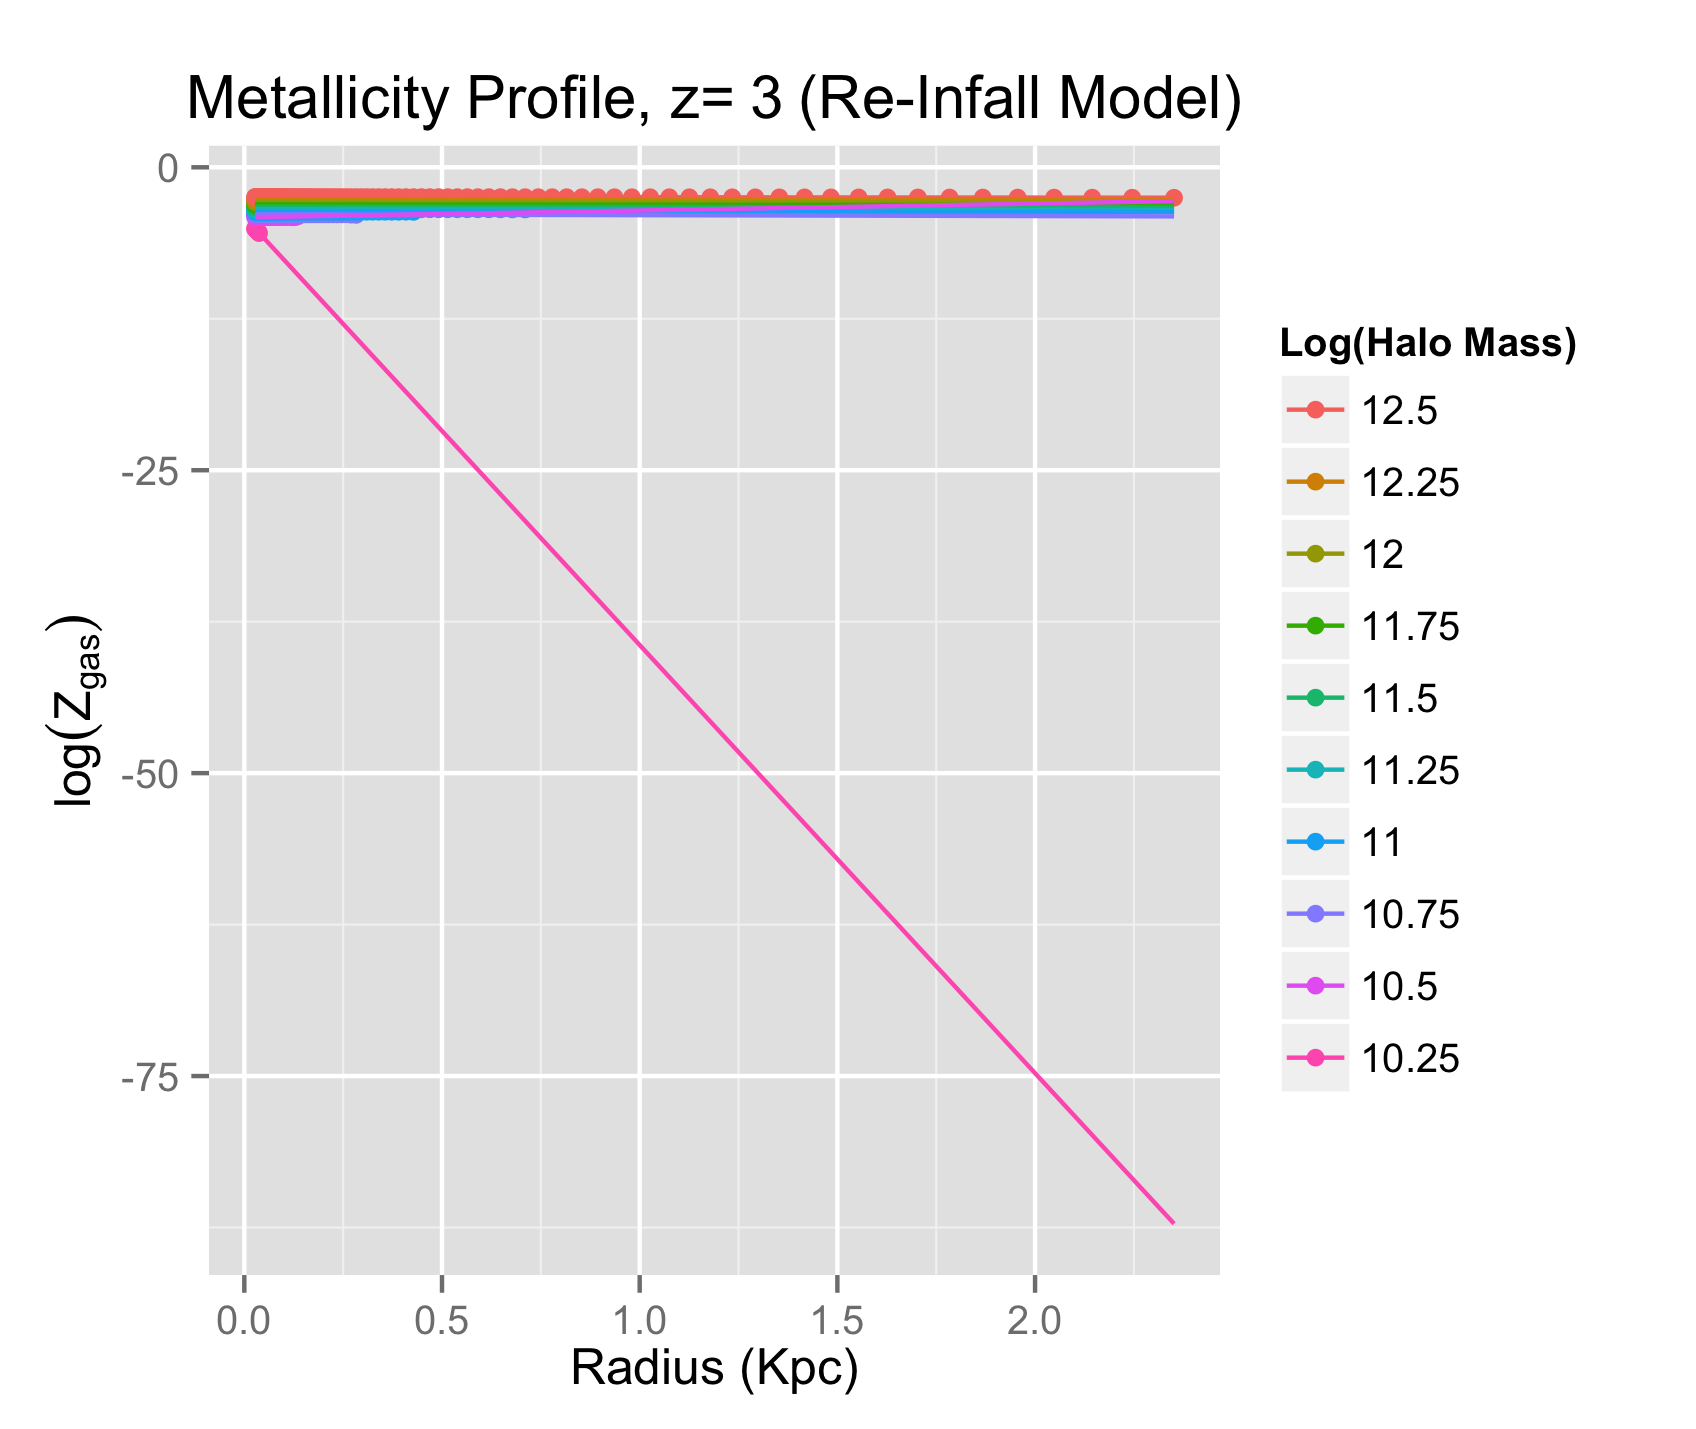 Metallicity Profile, z= 3 (Re-Infall Model)
0
-25
-50
-75
log(Zgas)
0.0 0.5 1.0 1.5 2.0
Radius (Kpc)
Log(Halo Mass)
12.5
12.25
12
11.75
11.5
11.25
11
10.75
10.5
10.25